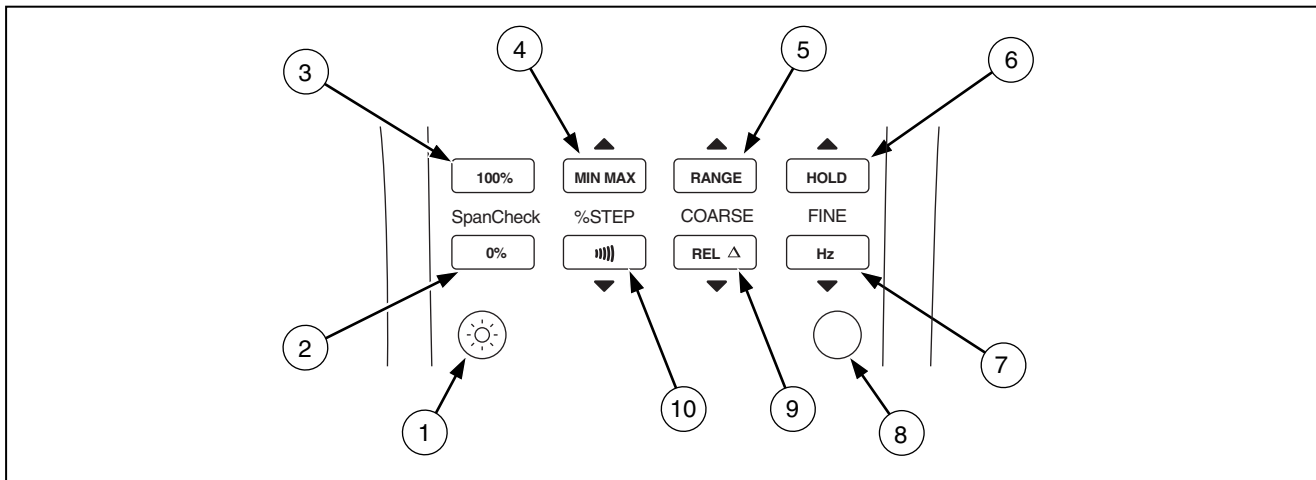 4 5
3 6
100% MIN MAX RANGE HOLD
SpanCheck %STEP COARSE FINE
0% REL Δ Hz
2 7
10 9
1 8